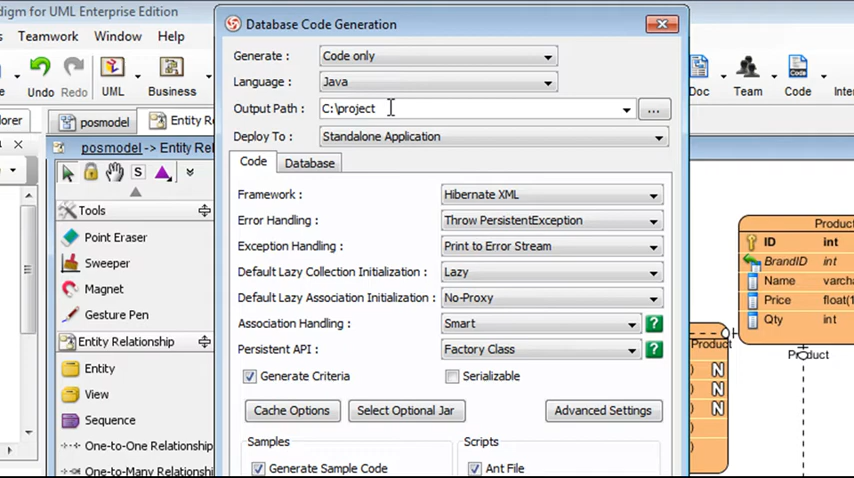 digm for UML Enterprise Edition
Teamwork Window Help
Undo Redo UML Business
Doc Team Code Inter
lorer posmodel Entity R
posmodel -> Entity Re
S
Tools
Point Eraser
Sweeper
Magnet
Gesture Pen
Entity Relationship
Entity
View
Sequence
One-to-One Relationship
One-to-Many Relationship
Database Code Generation
Generate : Code only
Language : Java
Output Path : C:\project ...
Deploy To : Standalone Application
Code Database
Framework : Hibernate XML
Error Handling : Throw PersistentException
Exception Handling : Print to Error Stream
Default Lazy Collection Initialization : Lazy
Default Lazy Association Initialization : No-Proxy
Association Handling : Smart ?
Persistent API : Factory Class ?
Generate Criteria Serializable
Cache Options Select Optional Jar Advanced Settings
Samples Scripts
Generate Sample Code Ant File
Product
ID int
BrandID int
Name varcha
Price float(1
Qty int
Product
Product
) N
) N
) N
)
)